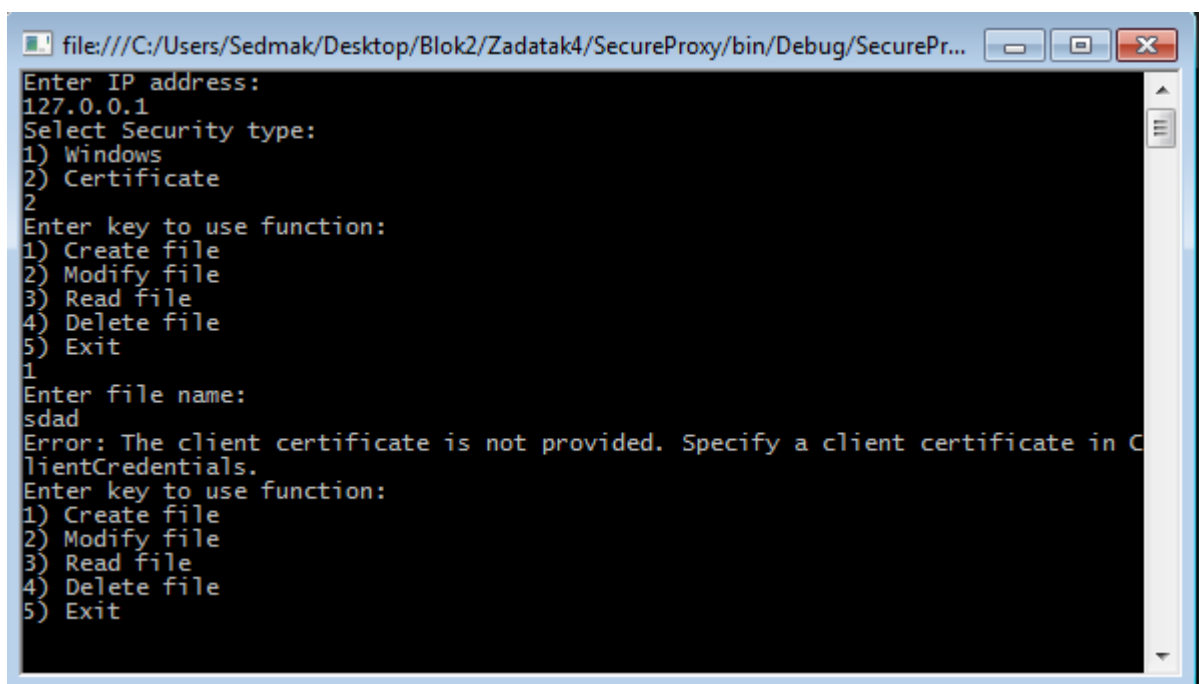 file:///C:/Users/Sedmak/Desktop/Blok2/Zadatak4/SecureProxy/bin/Debug/SecurePr...
Enter IP address:
127.0.0.1
Select Security type:
1) Windows
2) Certificate
2
Enter key to use function:
1) Create file
2) Modify file
3) Read file
4) Delete file
5) Exit
1
Enter file name:
sdad
Error: The client certificate is not provided. Specify a client certificate in C
lientCredentials.
Enter key to use function:
1) Create file
2) Modify file
3) Read file
4) Delete file
5) Exit